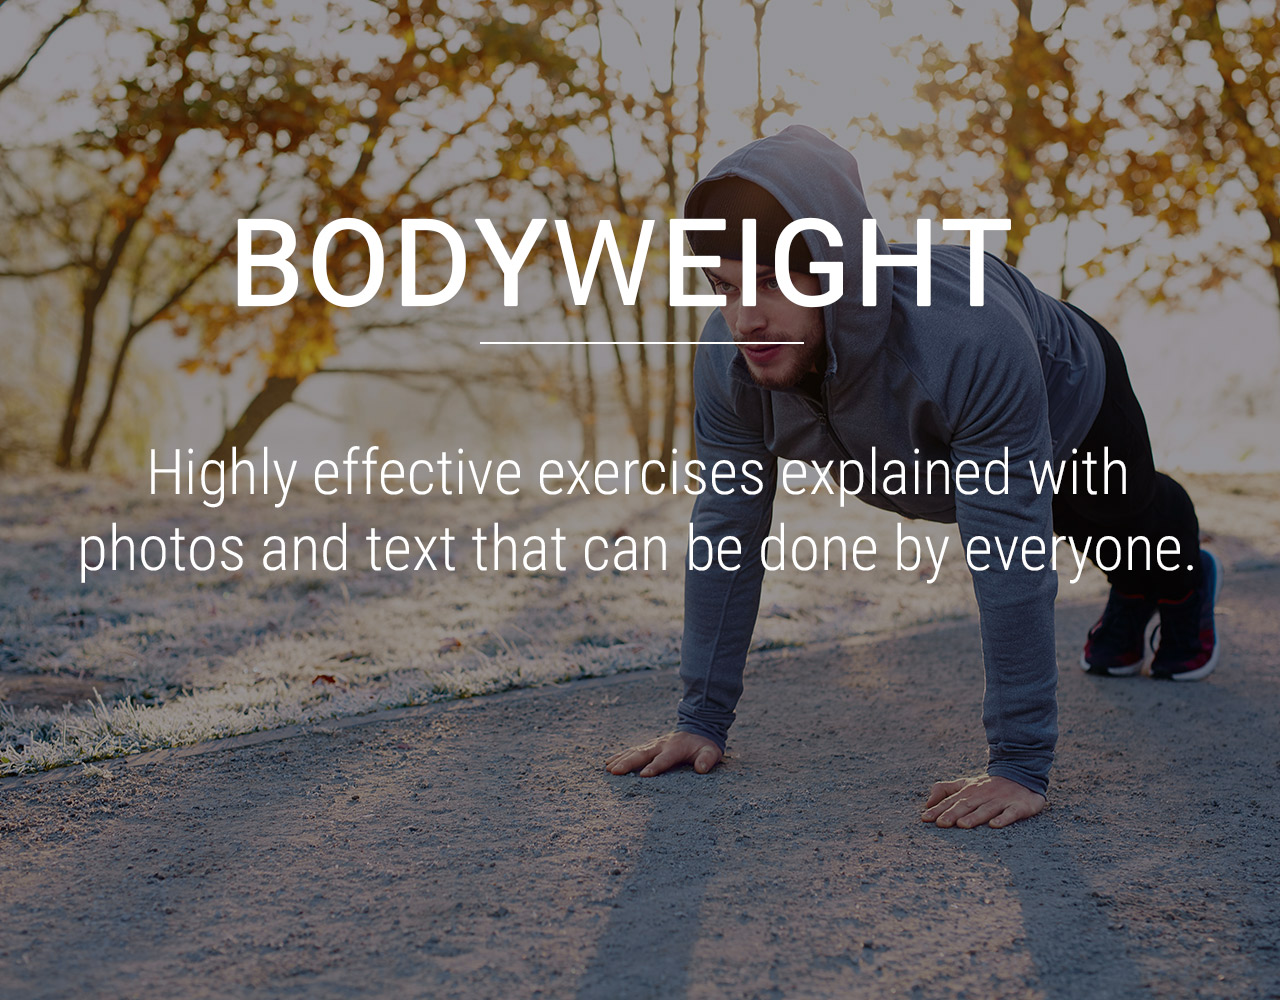 BODYWEIGHT
Highly effective exercises explained with
photos and text that can be done by everyone.